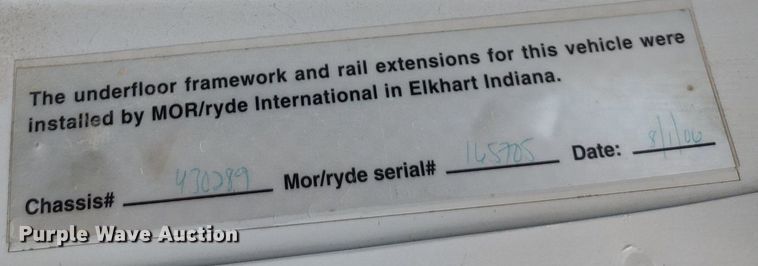 The underfloor framework and rail extensions for this vehicle were
installed by MOR/ryde International in Elkhart Indiana.
Chassis# 430289 Mor/ryde serial# 165705 Date: 8/1/06
Purple Wave Auction